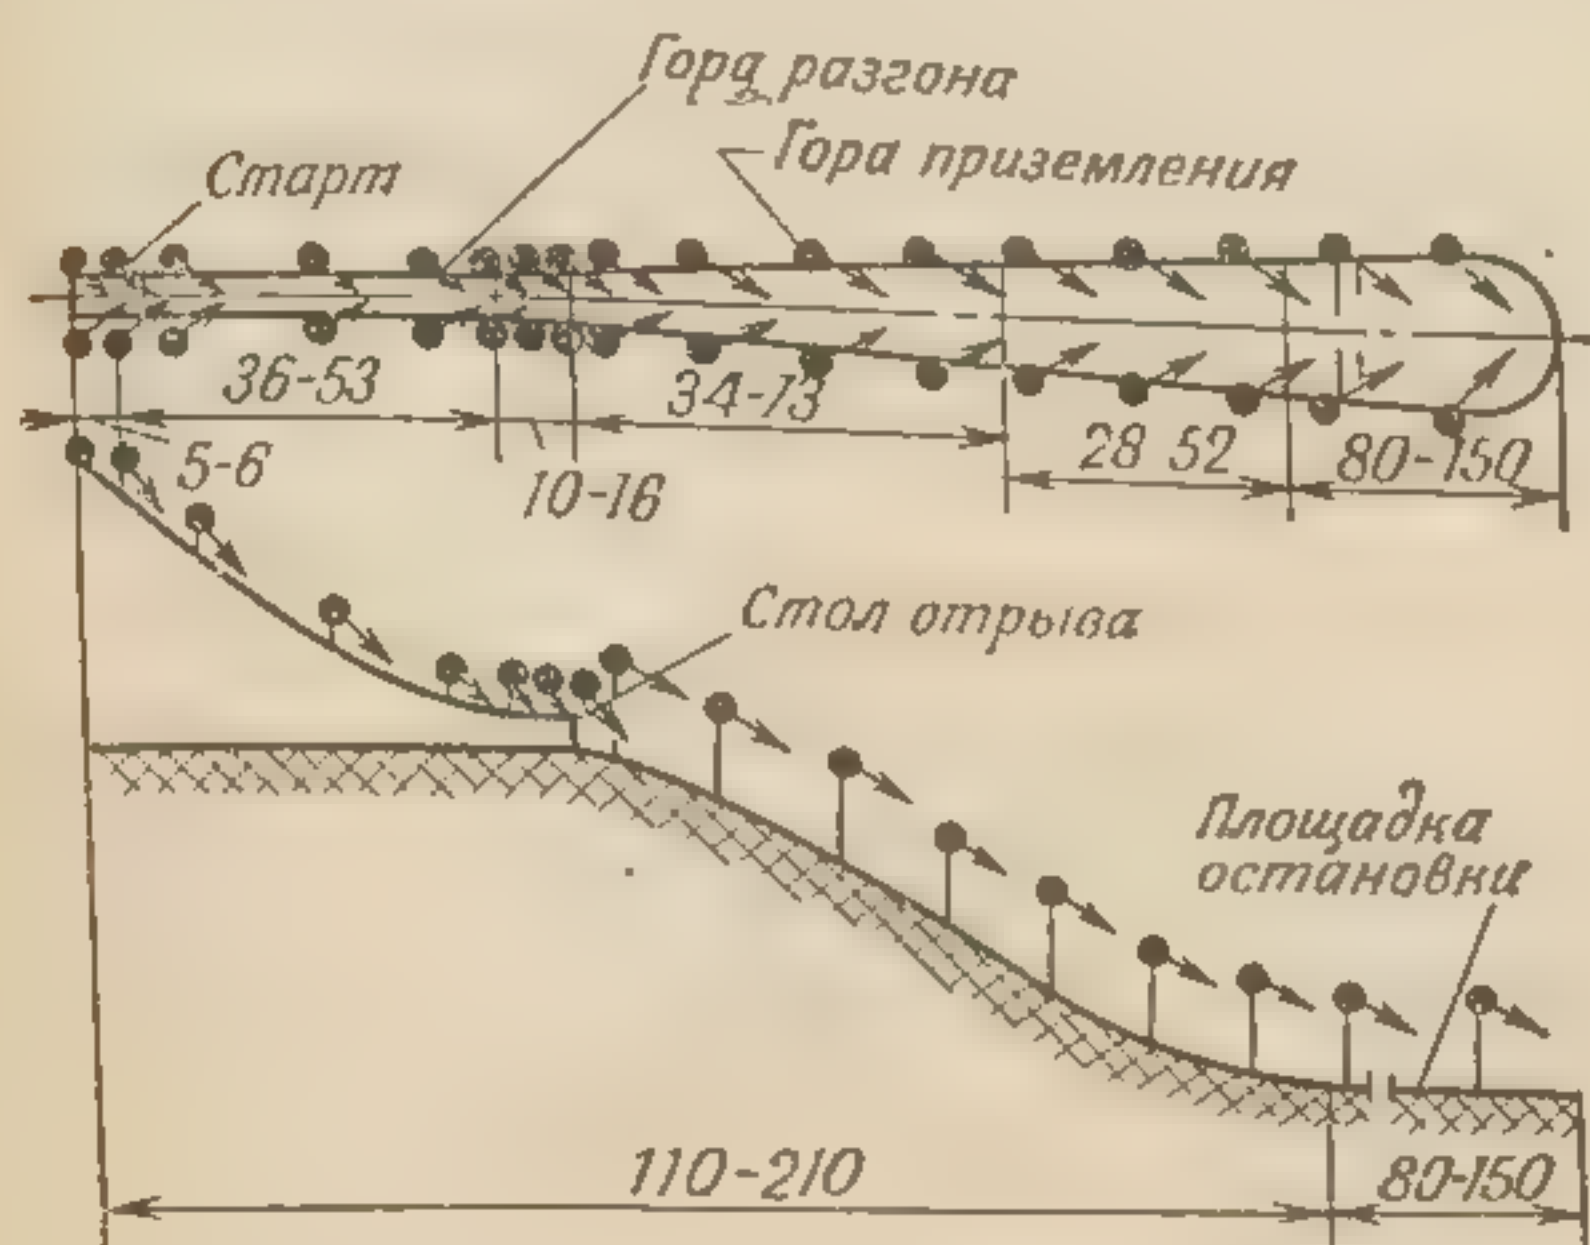 Гора разгона
Гора приземления
Старт
36-53
34-73
5-6
10-16
28 52
80-150
Стол отрыва
Площадка
остановки
110-210
80-150